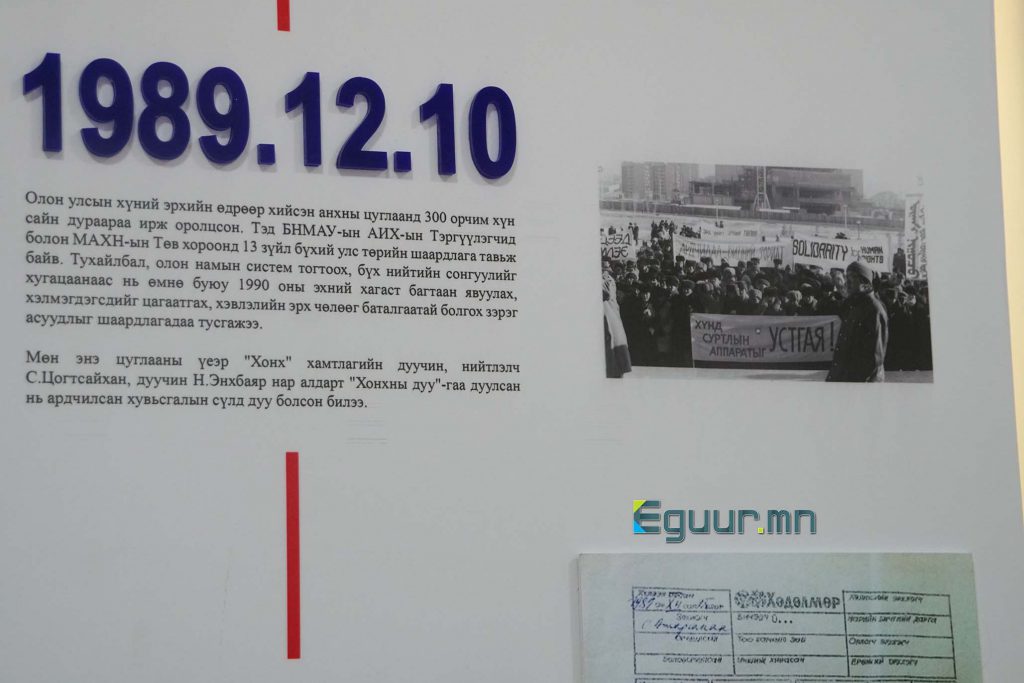 1989.12.10
Олон улсын хүний эрхийн өдрөөр хийсэн анхны цуглаанд 300 орчим хүн
сайн дураараа ирж оролцсон. Тэд БНМАУ-ын АИХ-ын Тэргүүлэгчид
болон МАХН-ын Төв хороонд 13 зүйл бүхий улс төрийн шаардлага тавьж
байв. Тухайлбал, олон намын систем тогтоох, бүх нийтийн сонгуулийг
хугацаанаас нь өмнө буюу 1990 оны эхний хагаст багтаан явуулах,
хэлмэгдэгсдийг цагаатгах, хэвлэлийн эрх чөлөөг баталгаатай болгох зэрэг
асуудлыг шаардлагадаа тусгажээ.
Мөн энэ цуглааны үеэр "Хонх" хамтлагийн дуучин, нийтлэлч
С.Цогтсайхан, дуучин Н.Энхбаяр нар алдарт "Хонхны дуу"-гаа дуулсан
нь ардчилсан хувьсгалын сүлд дуу болсон билээ.
SOLIDARITY HUMAN
RIGHTS
ХҮНД
СУРТЛЫН
АППАРАТЫГ УСТГАЯ!
Eguur.mn
ХӨДӨЛМӨР